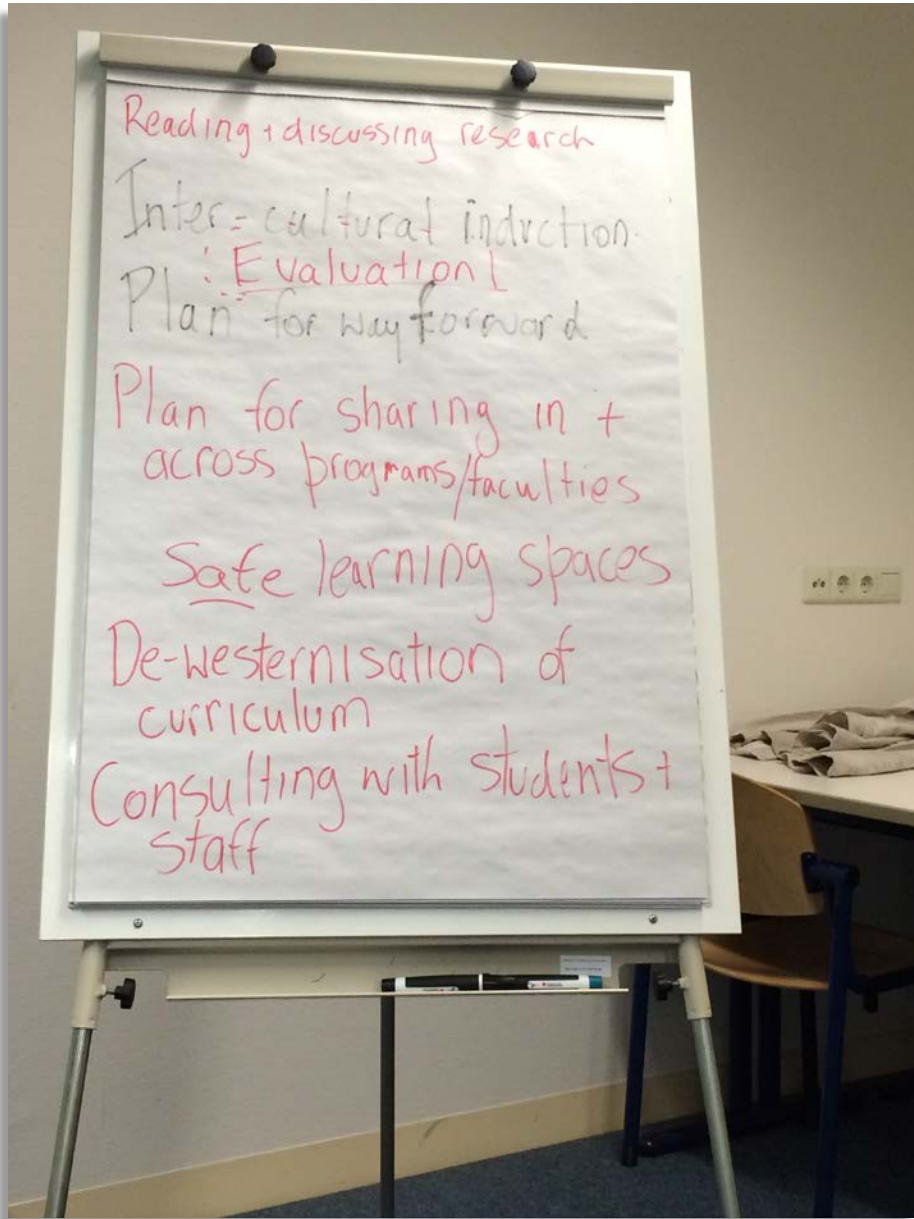 Reading + discussing research
Inter-cultural induction.
! Evaluation!
Plan for way forward
Plan for sharing in +
across programs/faculties
Safe learning spaces
De-westernisation of
curriculum
Consulting with students +
staff